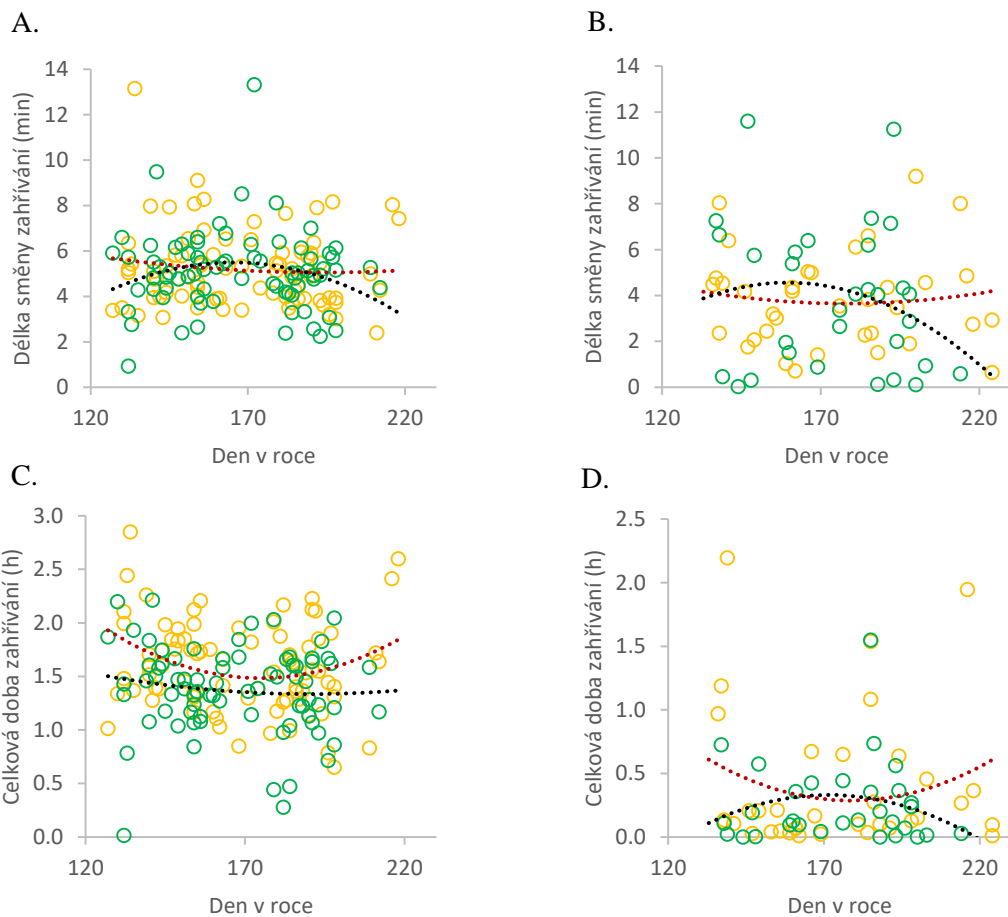 A.
Délka směny zahřívání (min)
14
12
10
8
6
4
2
0
120 170 220
Den v roce
B.
Délka směny zahřívání (min)
14
12
10
8
6
4
2
0
120 170 220
Den v roce
C.
Celková doba zahřívání (h)
3.0
2.5
2.0
1.5
1.0
0.5
0.0
120 170 220
Den v roce
D.
Celková doba zahřívání (h)
2.5
2.0
1.5
1.0
0.5
0.0
120 170 220
Den v roce